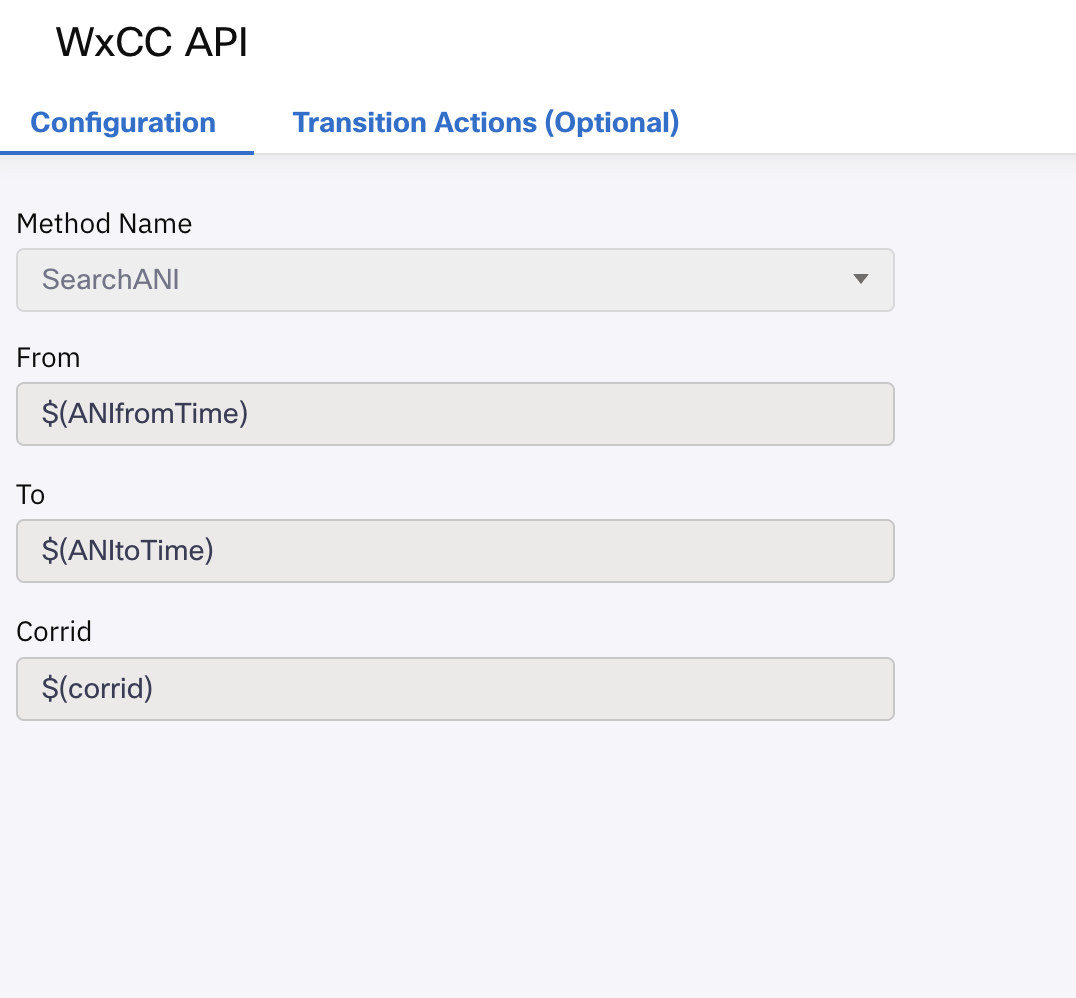 WxCC API
Configuration
Transition Actions (Optional)
Method Name
SearchANI
From
$(ANIfromTime)
To
$(ANItoTime)
Corrid
$(corrid)